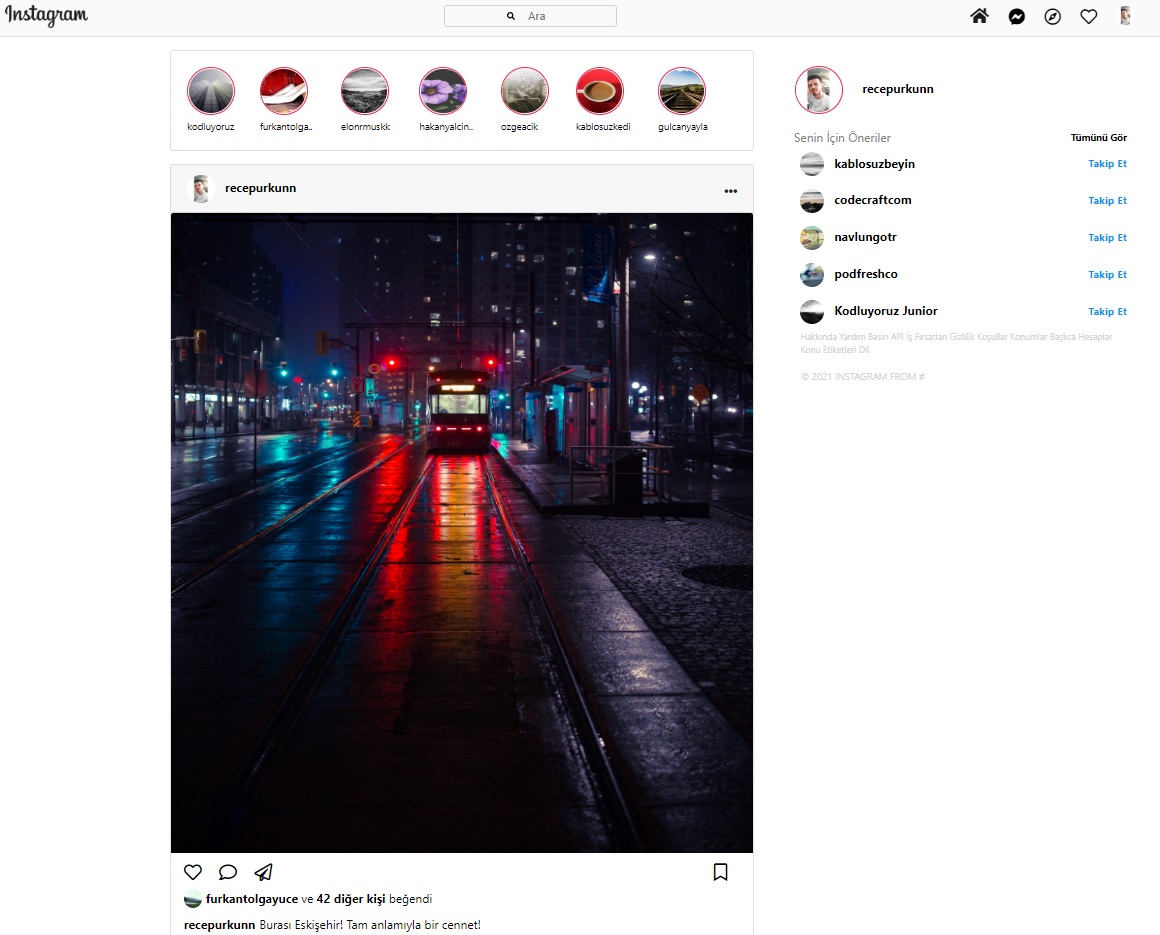 Instagram
Ara
kodluyoruz
furkantolga..
elonrmuskk
hakanyalcin..
ozgeacik
kablosuzkedi
gulcanyayla
recepurkunn
recepurkunn
Senin İçin Öneriler
Tümünü Gör
kablosuzbeyin
Takip Et
codecraftcom
Takip Et
navlungotr
Takip Et
podfreshco
Takip Et
Kodluyoruz Junior
Takip Et
Hakkında Yardım Basın API İş Fırsatları Gizlilik Koşullar Konumlar Başlıca Hesaplar
Konu Etiketleri Dil
© 2021 INSTAGRAM FROM #
furkantolgayuce ve 42 diğer kişi beğendi
recepurkunn Burası Eskişehir! Tam anlamıyla bir cennet!